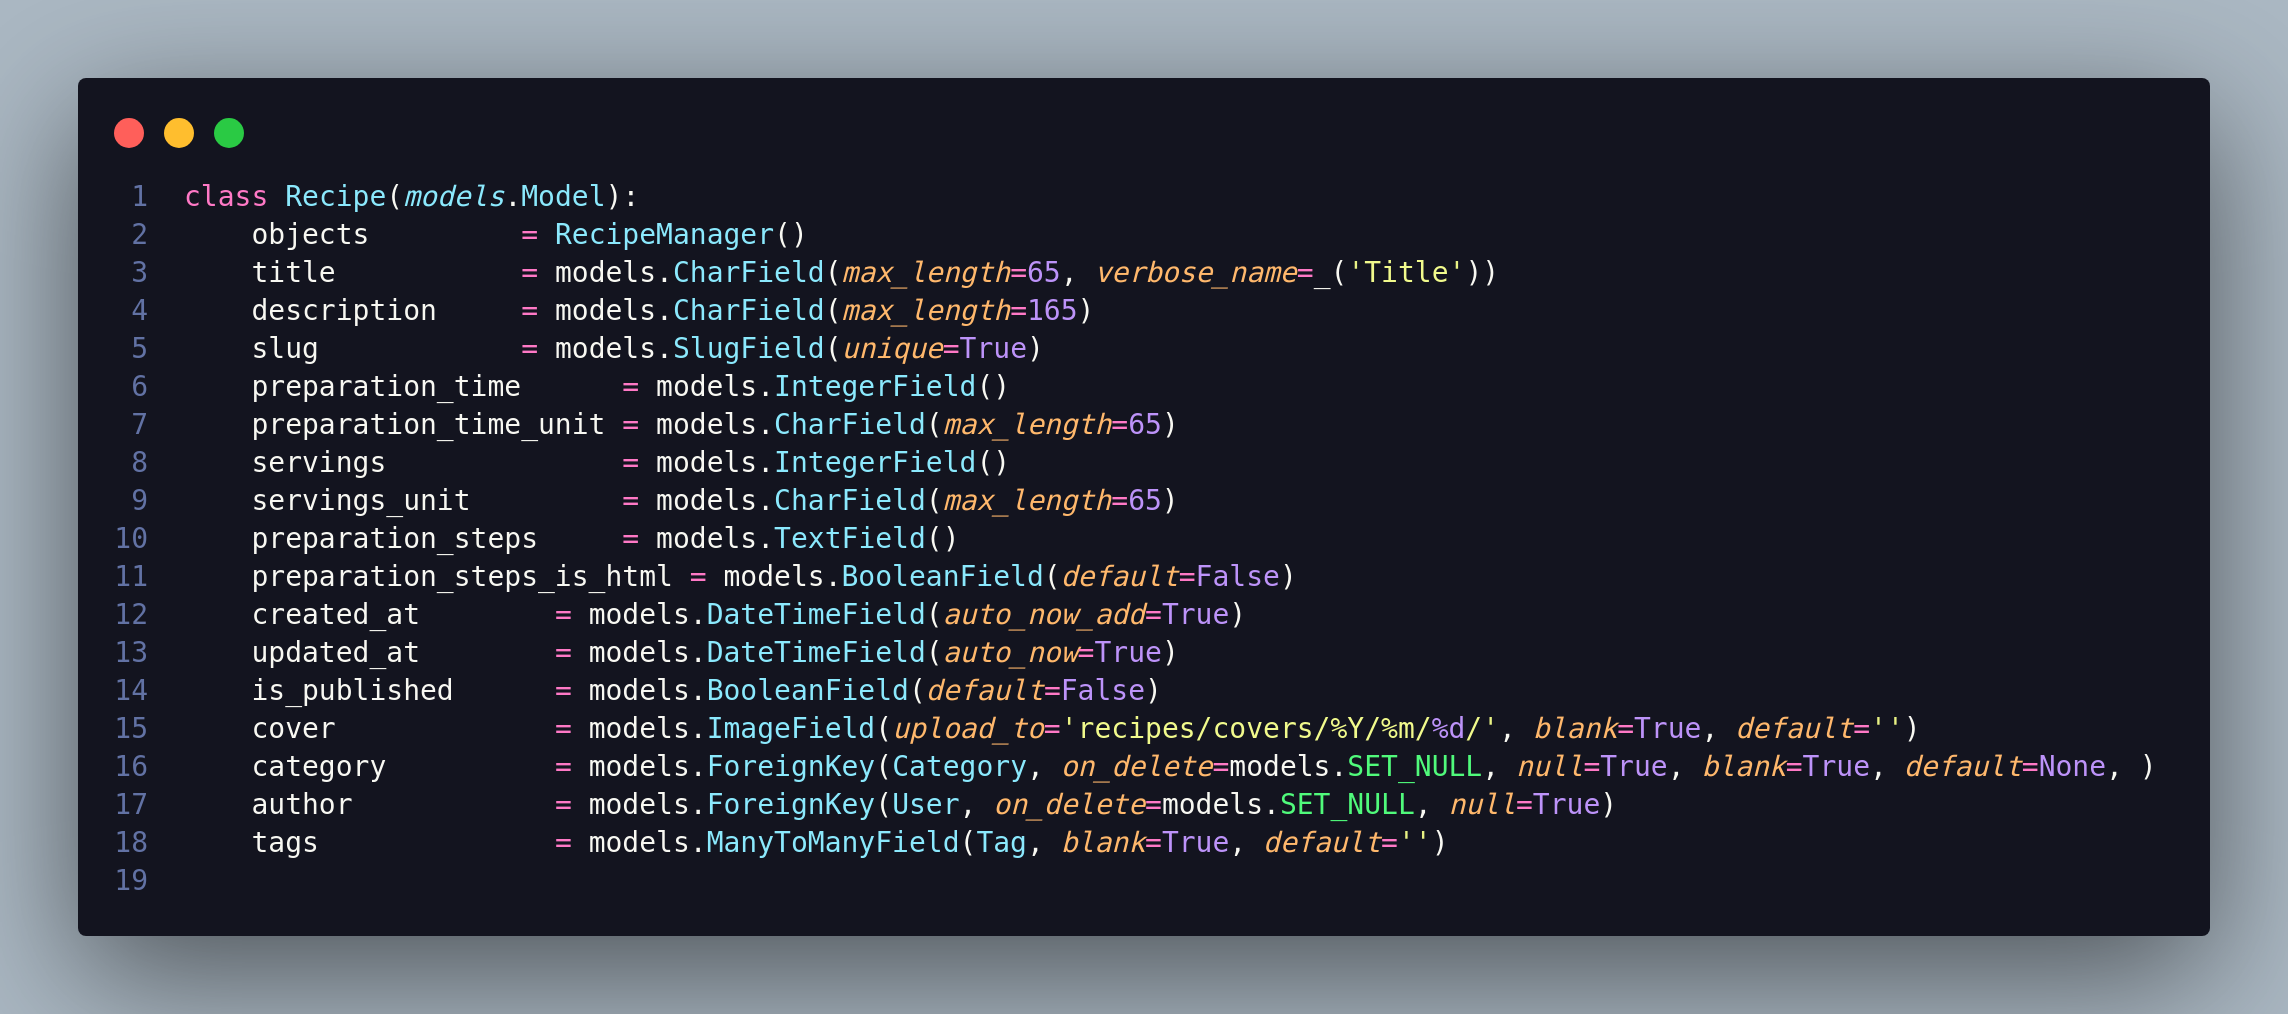 1 class Recipe(models.Model):
2     objects         = RecipeManager()
3     title           = models.CharField(max_length=65, verbose_name=_('Title'))
4     description     = models.CharField(max_length=165)
5     slug            = models.SlugField(unique=True)
6     preparation_time      = models.IntegerField()
7     preparation_time_unit = models.CharField(max_length=65)
8     servings              = models.IntegerField()
9     servings_unit         = models.CharField(max_length=65)
10     preparation_steps     = models.TextField()
11     preparation_steps_is_html = models.BooleanField(default=False)
12     created_at        = models.DateTimeField(auto_now_add=True)
13     updated_at        = models.DateTimeField(auto_now=True)
14     is_published      = models.BooleanField(default=False)
15     cover             = models.ImageField(upload_to='recipes/covers/%Y/%m/%d/', blank=True, default='')
16     category          = models.ForeignKey(Category, on_delete=models.SET_NULL, null=True, blank=True, default=None, )
17     author            = models.ForeignKey(User, on_delete=models.SET_NULL, null=True)
18     tags              = models.ManyToManyField(Tag, blank=True, default='')
19